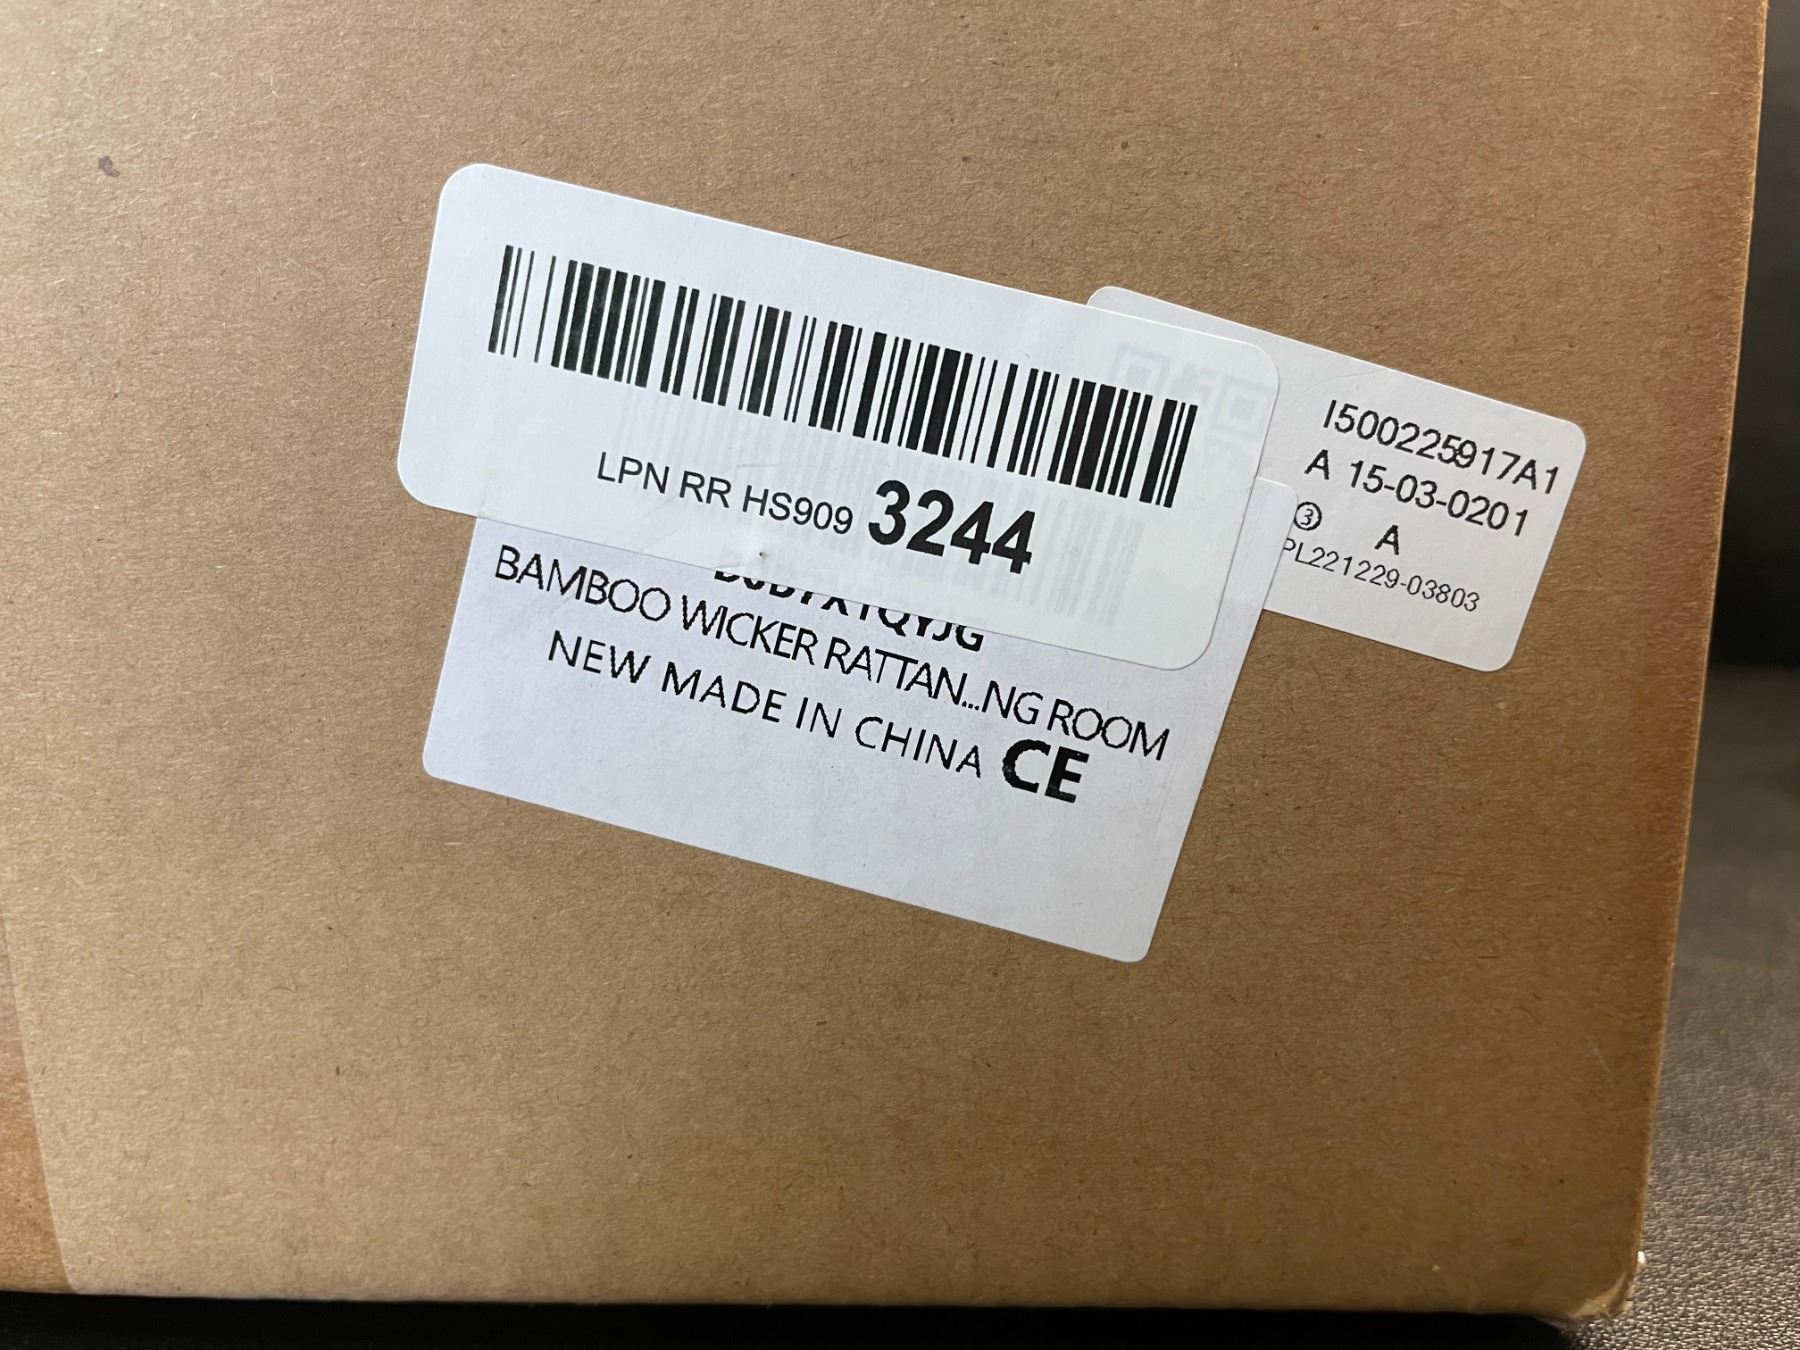 LPN RR HS909 3244
BAMBOO WICKER RATTAN...NG ROOM
NEW MADE IN CHINA CE
I500225917A1
A 15-03-0201
③ A
PL221229-03803